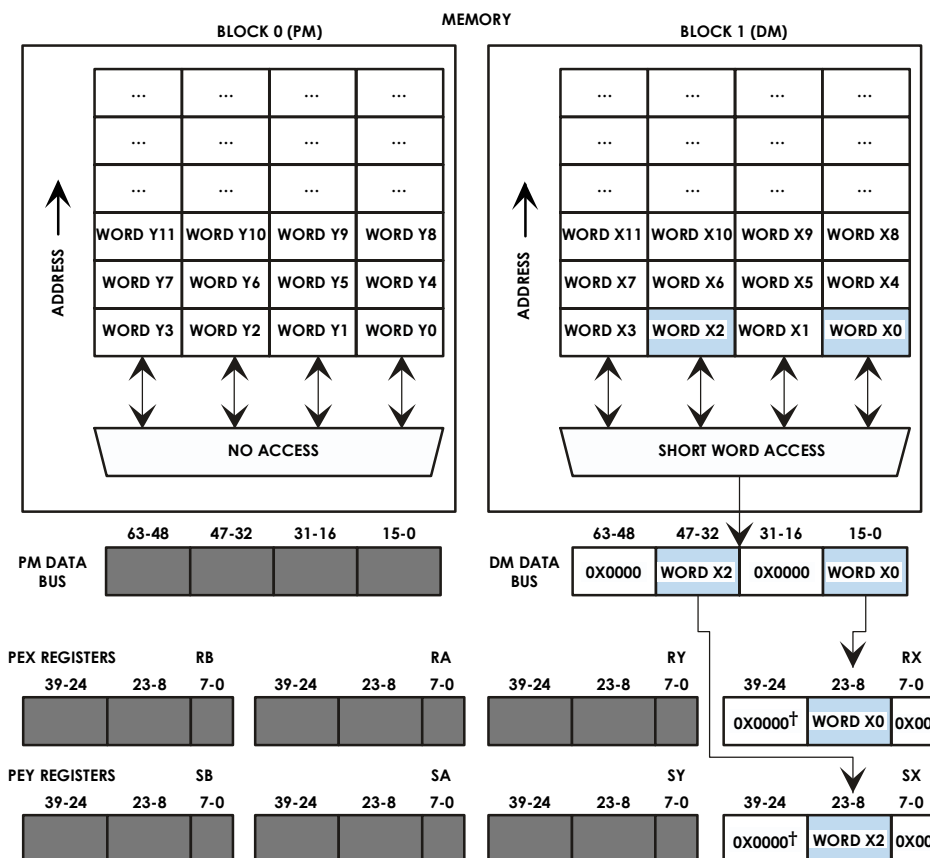 MEMORY
BLOCK 0 (PM) BLOCK 1 (DM)
... ... ... ... ... ... ... ...
... ... ... ... ... ... ... ...
... ... ... ... ... ... ... ...
WORD Y11 WORD Y10 WORD Y9 WORD Y8 WORD X11 WORD X10 WORD X9 WORD X8
ADDRESS ADDRESS
WORD Y7 WORD Y6 WORD Y5 WORD Y4 WORD X7 WORD X6 WORD X5 WORD X4
WORD Y3 WORD Y2 WORD Y1 WORD Y0 WORD X3 WORD X2 WORD X1 WORD X0
NO ACCESS SHORT WORD ACCESS
63-48 47-32 31-16 15-0 63-48 47-32 31-16 15-0
PM DATA BUS DM DATA BUS 0X0000 WORD X2 0X0000 WORD X0
PEX REGISTERS RB RA RY RX
39-24 23-8 7-0 39-24 23-8 7-0 39-24 23-8 7-0 39-24 23-8 7-0
0X0000† WORD X0 0X00
PEY REGISTERS SB SA SY SX
39-24 23-8 7-0 39-24 23-8 7-0 39-24 23-8 7-0 39-24 23-8 7-0
0X0000† WORD X2 0X00